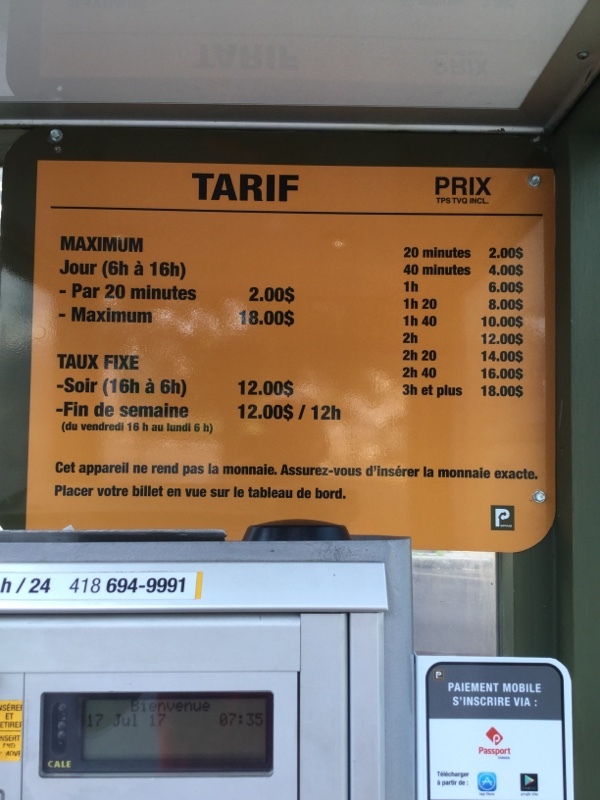 TARIF
PRIX
TPS TVQ INCL.
MAXIMUM
Jour (6h à 16h)
- Par 20 minutes 2.00$
- Maximum 18.00$
TAUX FIXE
-Soir (16h à 6h) 12.00$
-Fin de semaine 12.00$ / 12h
(du vendredi 16 h au lundi 6 h)
20 minutes 2.00$
40 minutes 4.00$
1h 6.00$
1h 20 8.00$
1h 40 10.00$
2h 12.00$
2h 20 14.00$
2h 40 16.00$
3h et plus 18.00$
Cet appareil ne rend pas la monnaie. Assurez-vous d'insérer la monnaie exacte.
Placer votre billet en vue sur le tableau de bord.
P
h / 24 418 694-9991
Bienvenue
17 Jul 17 07:35
CALE
ET
P
PAIEMENT MOBILE
S'INSCRIRE VIA :
Passport
Télécharger
à partir de :